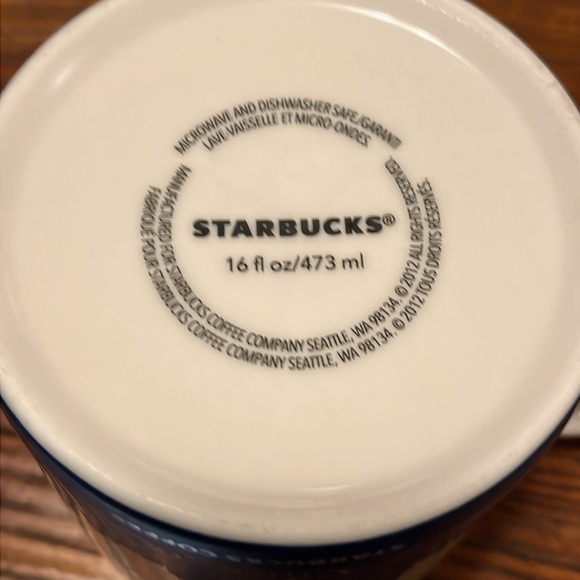 MICROWAVE AND DISHWASHER SAFE/GARANTI
LAVE-VAISSELLE ET MICRO-ONDES
STARBUCKS®
16 fl oz/473 ml
MANUFACTURED FOR STARBUCKS COFFEE COMPANY SEATTLE, WA 98134. © 2012 ALL RIGHTS RESERVED.
FABRIQUÉ POUR STARBUCKS COFFEE COMPANY SEATTLE, WA 98134. © 2012 TOUS DROITS RÉSERVÉS.
STARBUCKS COFFEE